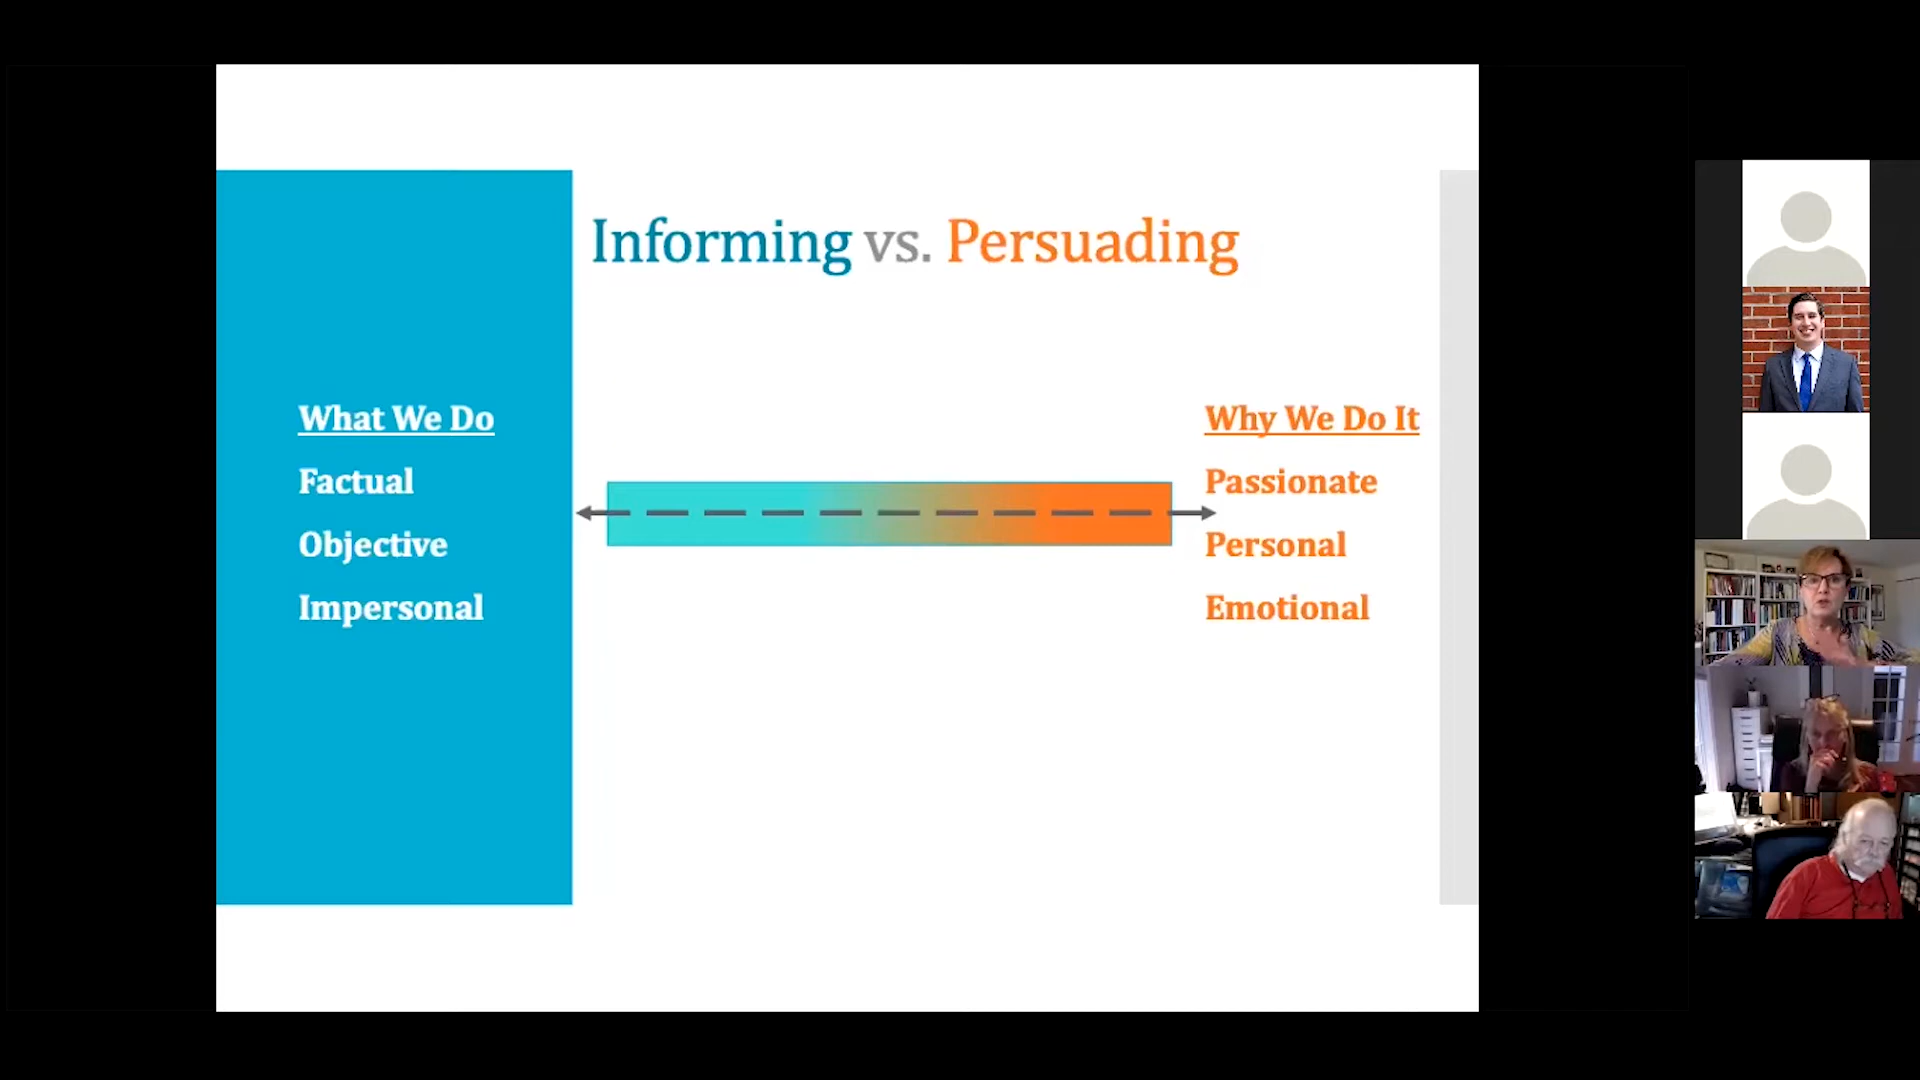 Informing vs. Persuading
What We Do
Factual
Objective
Impersonal
Why We Do It
Passionate
Personal
Emotional